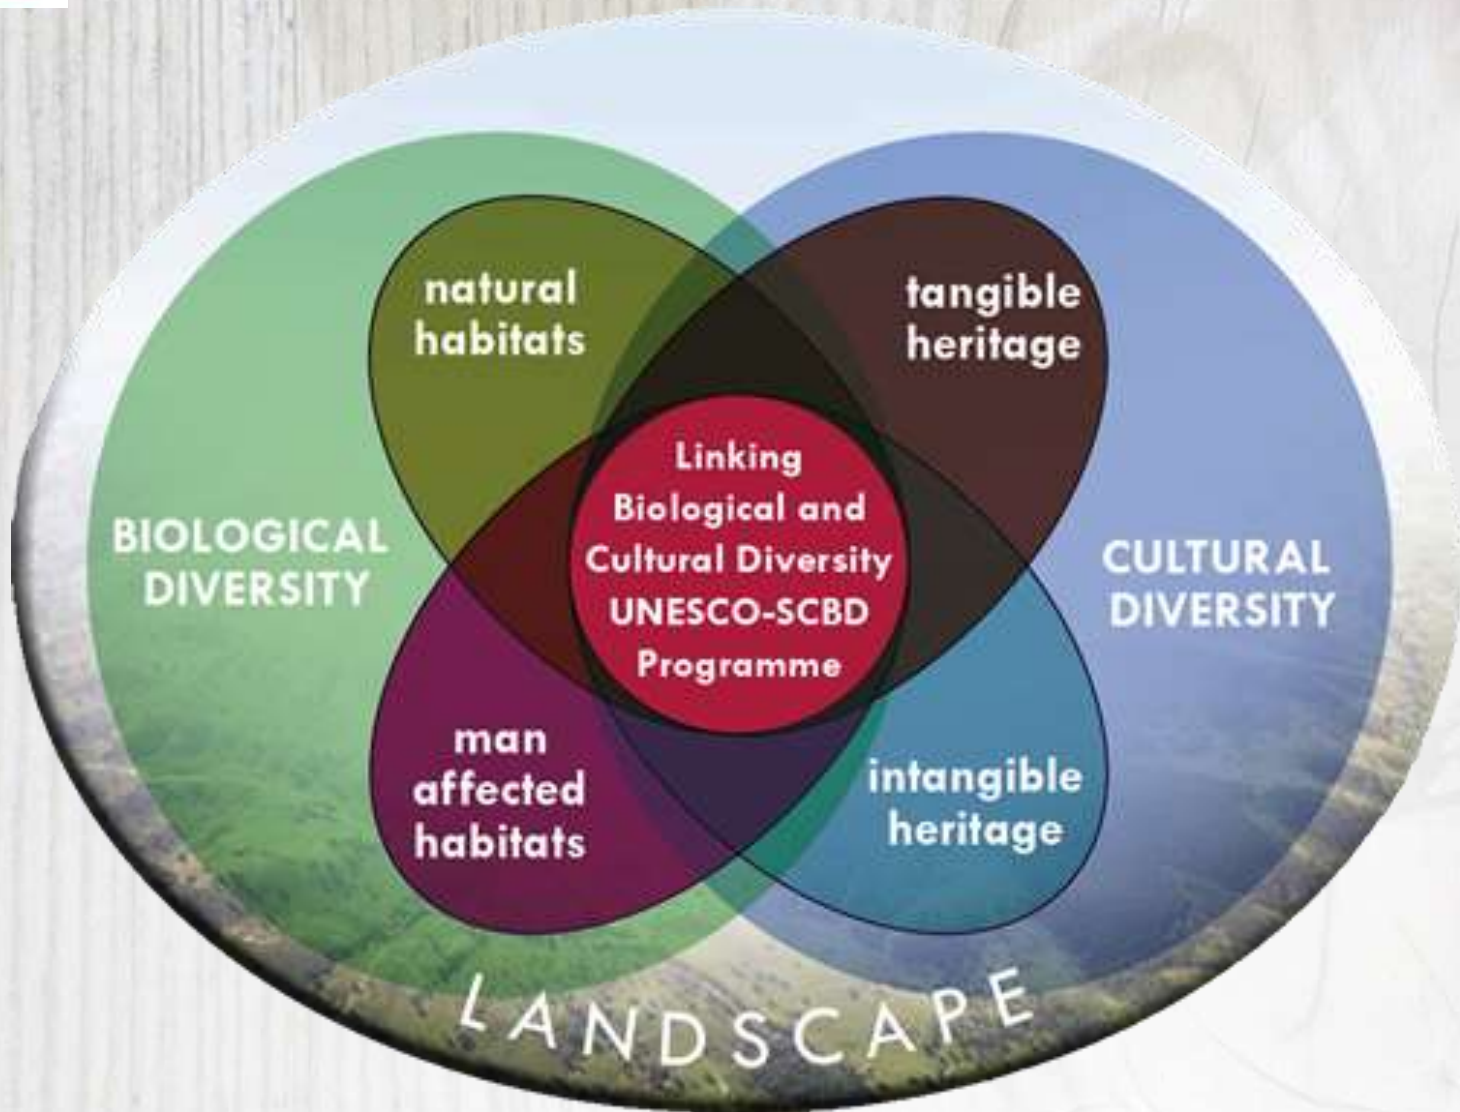 natural
habitats
tangible
heritage
Linking
Biological and
Cultural Diversity
UNESCO-SCBD
Programme
BIOLOGICAL
DIVERSITY
CULTURAL
DIVERSITY
man
affected
habitats
intangible
heritage
LANDSCAPE